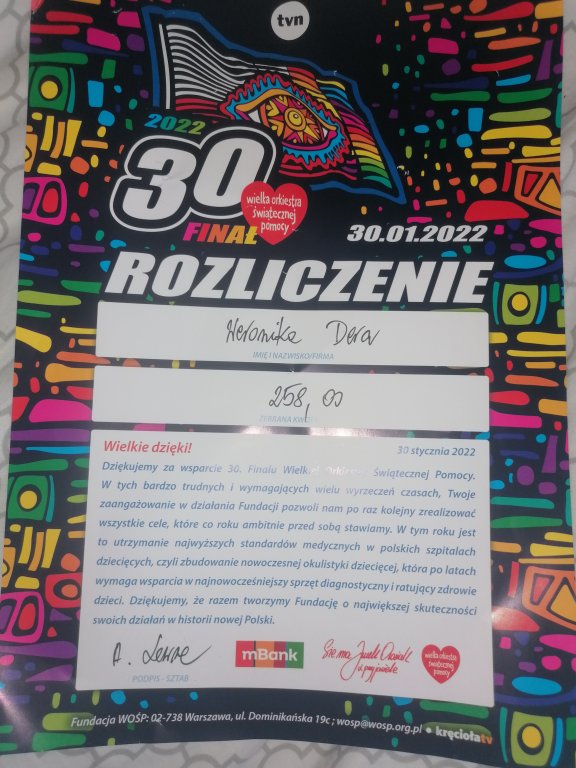 tvn
2022
30
FINAŁ
wielka orkiestra
świątecznej
pomocy
30.01.2022
ROZLICZENIE
Weronika Dera
IMIĘ I NAZWISKO/FIRMA
258,00
ZEBRANA KWOTA
Wielkie dzięki!
30 stycznia 2022
Dziękujemy za wsparcie 30. Finału Wielkiej Orkiestry Świątecznej Pomocy.
W tych bardzo trudnych i wymagających wielu wyrzeczeń czasach, Twoje
zaangażowanie w działania Fundacji pozwoli nam po raz kolejny zrealizować
wszystkie cele, które co roku ambitnie przed sobą stawiamy. W tym roku jest
to utrzymanie najwyższych standardów medycznych w polskich szpitalach
dziecięcych, czyli zbudowanie nowoczesnej okulistyki dziecięcej, która po latach
wymaga wsparcia w najnowocześniejszy sprzęt diagnostyczny i ratujący zdrowie
dzieci. Dziękujemy, że razem tworzymy Fundację o największej skuteczności
swoich działań w historii nowej Polski.
A.
PODPIS - SZTAB
mBank
Sie ma Jurek Owsiak
i przyjaciele
wielka orkiestra
świątecznej
pomocy
Fundacja WOŚP: 02-738 Warszawa, ul. Dominikańska 19c ; wosp@wosp.org.pl • kręciołatv